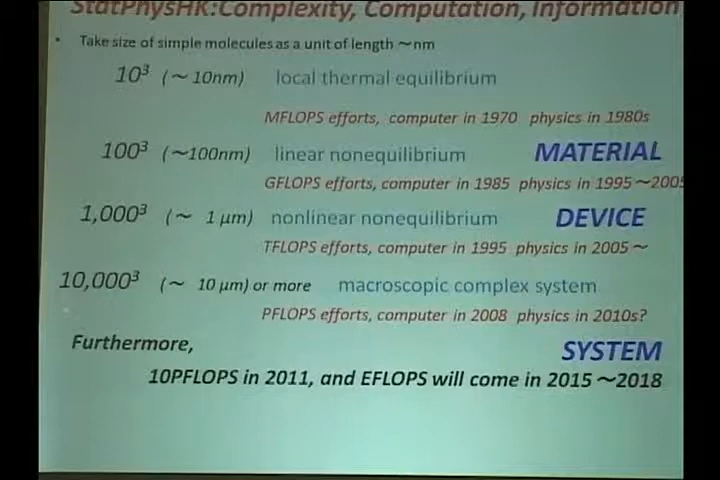 StatPhysHK:Complexity, Computation, Information
• Take size of simple molecules as a unit of length ~nm
10³ (~ 10nm) local thermal equilibrium
MFLOPS efforts, computer in 1970 physics in 1980s
100³ (~100nm) linear nonequilibrium MATERIAL
GFLOPS efforts, computer in 1985 physics in 1995~2005
1,000³ (~ 1 μm) nonlinear nonequilibrium DEVICE
TFLOPS efforts, computer in 1995 physics in 2005~
10,000³ (~ 10 μm) or more macroscopic complex system
PFLOPS efforts, computer in 2008 physics in 2010s?
Furthermore, SYSTEM
10PFLOPS in 2011, and EFLOPS will come in 2015~2018